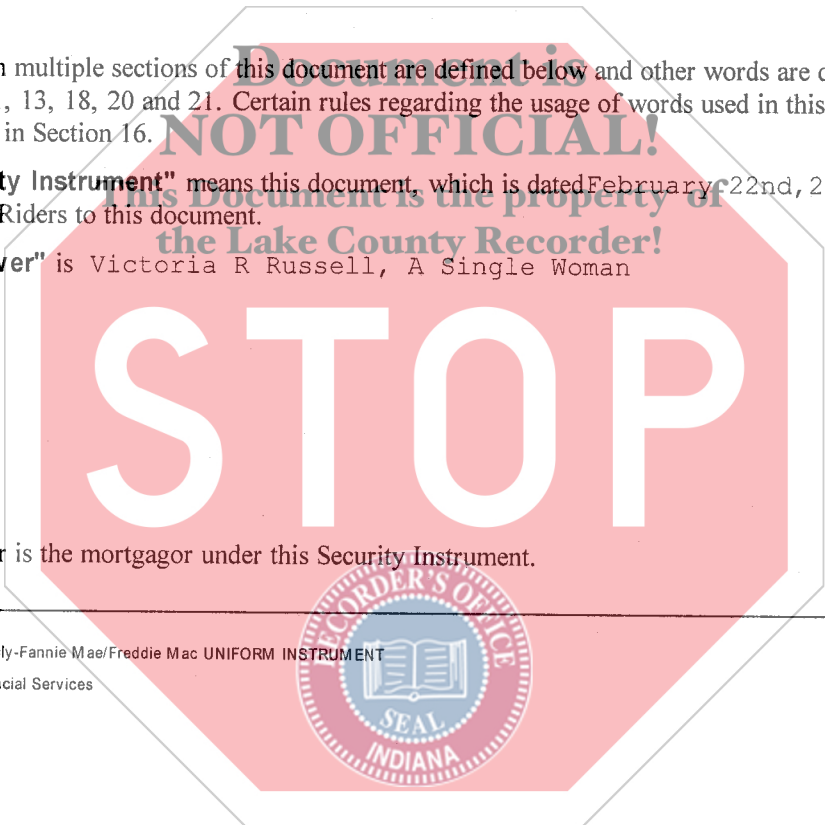 Document is
multiple sections of this document are defined below and other words are
, 13, 18, 20 and 21. Certain rules regarding the usage of words used in this
in Section 16.
NOT OFFICIAL!
ty Instrument" means this document, which is dated February 22nd, 2
This Document is the property of
Riders to this document.
the Lake County Recorder!
er" is Victoria R Russell, A Single Woman
STOP
r is the mortgagor under this Security Instrument.
RECORDER'S OFFICE
ly-Fannie Mae/Freddie Mac UNIFORM INSTRUMENT
cial Services
SEAL
INDIANA